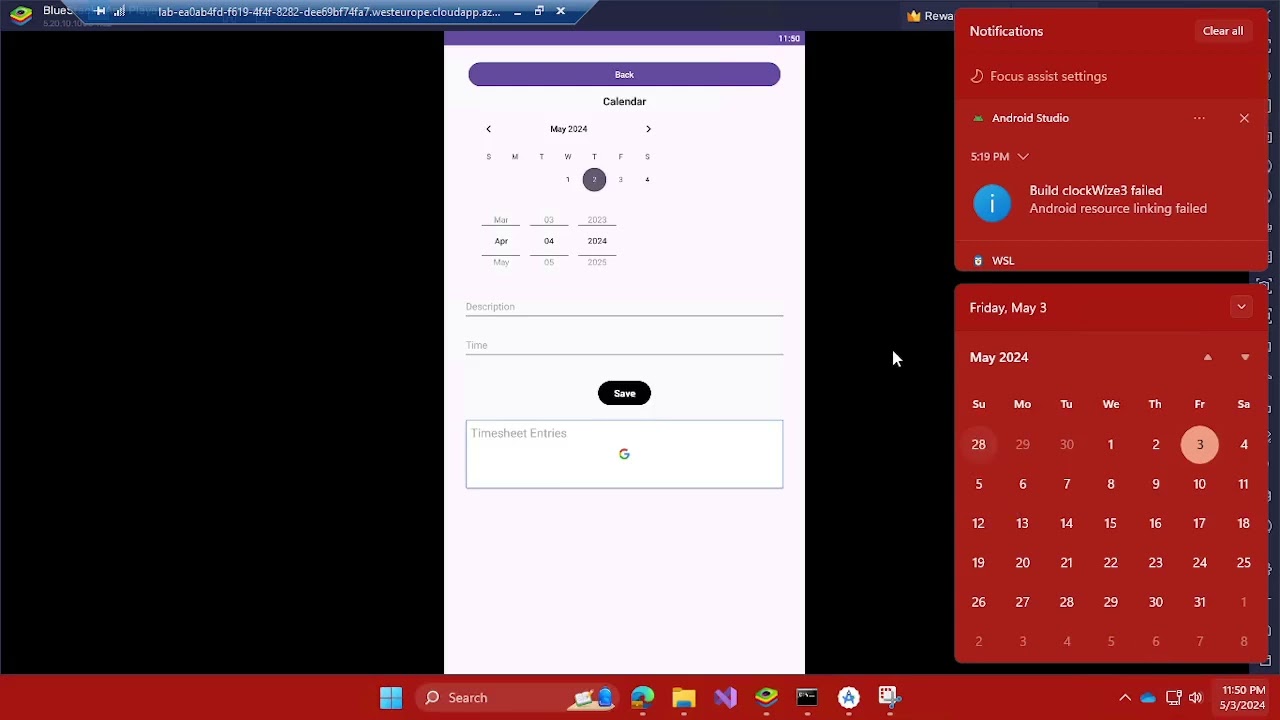 Blue
5.20.10.10
lab-ea0ab4fd-f619-4f4f-8282-dee69bf74fa7.westeurope.cloudapp.az...
Rewa
11:50
Back
Calendar
May 2024
S M T W T F S
1 2 3 4
Mar 03 2023
Apr 04 2024
May 05 2025
Description
Time
Save
Timesheet Entries
Notifications
Clear all
Focus assist settings
Android Studio
5:19 PM
Build clockWize3 failed
Android resource linking failed
WSL
Friday, May 3
May 2024
Su Mo Tu We Th Fr Sa
28 29 30 1 2 3 4
5 6 7 8 9 10 11
12 13 14 15 16 17 18
19 20 21 22 23 24 25
26 27 28 29 30 31 1
2 3 4 5 6 7 8
Search
11:50 PM
5/3/2024